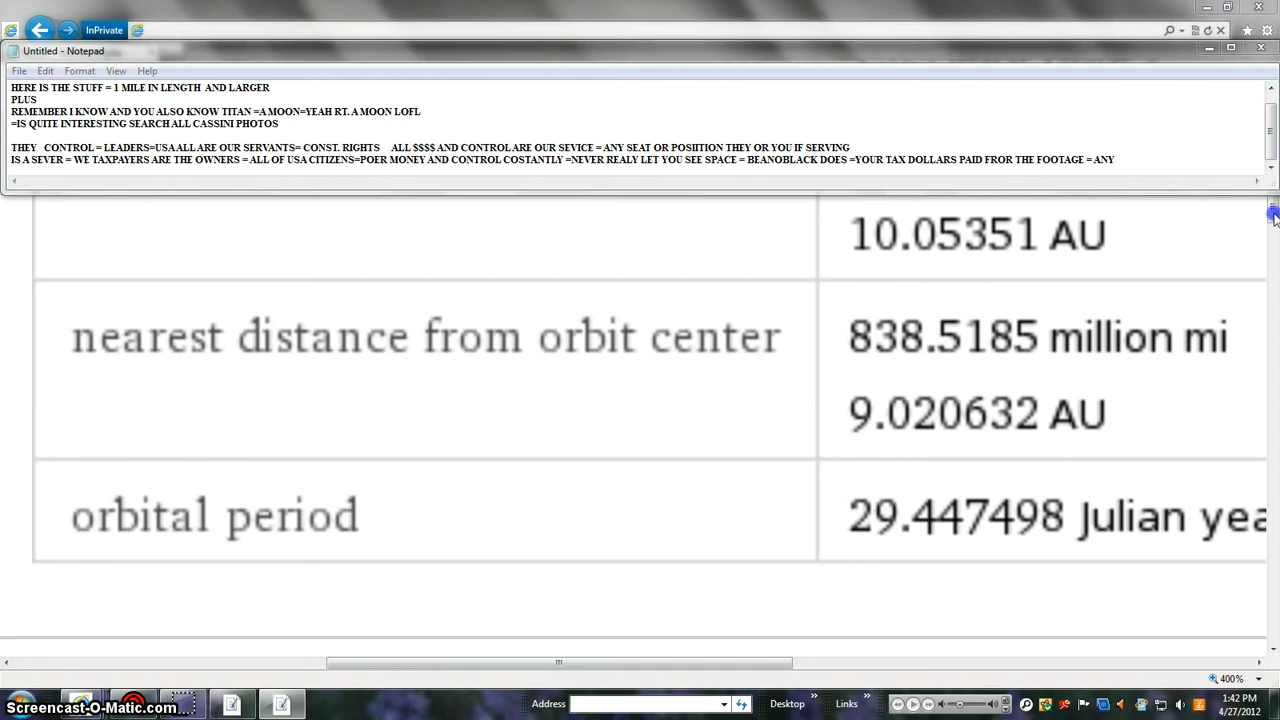 InPrivate
Untitled - Notepad
File Edit Format View Help
HERE IS THE STUFF = 1 MILE IN LENGTH AND LARGER
PLUS
REMEMBER I KNOW AND YOU ALSO KNOW TITAN =A MOON=YEAH RT. A MOON LOFL
=IS QUITE INTERESTING SEARCH ALL CASSINI PHOTOS
THEY CONTROL = LEADERS=USA ALL ARE OUR SERVANTS= CONST. RIGHTS ALL $$$$ AND CONTROL ARE OUR SEVICE = ANY SEAT OR POSIITION THEY OR YOU IF SERVING
IS A SEVER = WE TAXPAYERS ARE THE OWNERS = ALL OF USA CITIZENS=POER MONEY AND CONTROL COSTANTLY =NEVER REALY LET YOU SEE SPACE = BEANOBLACK DOES =YOUR TAX DOLLARS PAID FROR THE FOOTAGE = ANY
10.05351 AU
nearest distance from orbit center 838.5185 million mi
9.020632 AU
orbital period 29.447498 Julian yea
400%
Screencast-O-Matic.com
Address Desktop Links
1:42 PM
4/27/2012